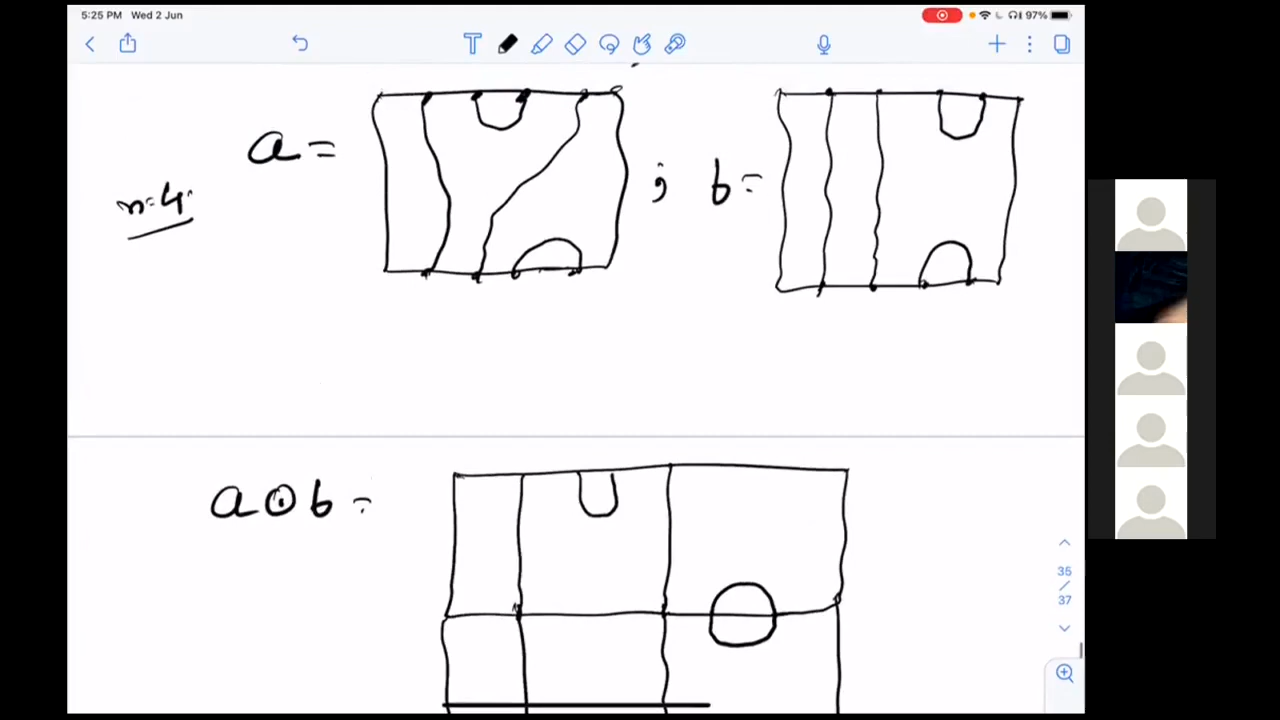 5:25 PM Wed 2 Jun
97%
T
a =
; b =
n=4
a ⊙ b =
35
/
37